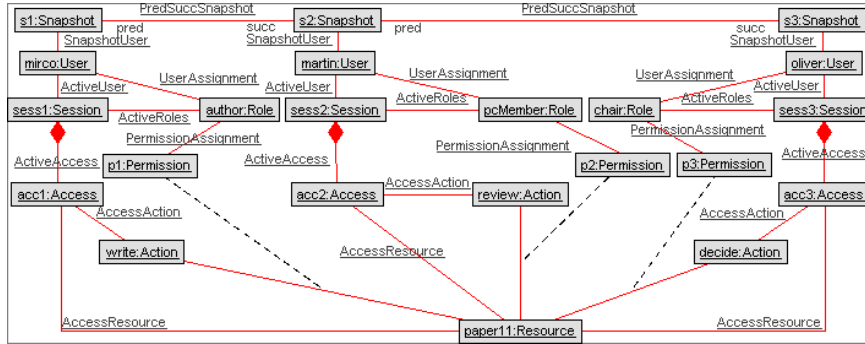 PredSuccSnapshot PredSuccSnapshot
s1:Snapshot s2:Snapshot s3:Snapshot
pred succ pred succ
SnapshotUser SnapshotUser SnapshotUser
mirco:User martin:User oliver:User
UserAssignment UserAssignment UserAssignment
ActiveUser ActiveUser ActiveUser
sess1:Session author:Role sess2:Session ActiveRoles pcMember:Role chair:Role sess3:Session
ActiveRoles ActiveRoles
PermissionAssignment PermissionAssignment PermissionAssignment
p1:Permission ActiveAccess p2:Permission p3:Permission ActiveAccess
ActiveAccess
acc1:Access acc2:Access AccessAction review:Action acc3:Access
AccessAction AccessAction
write:Action AccessResource decide:Action
AccessResource paper11:Resource AccessResource